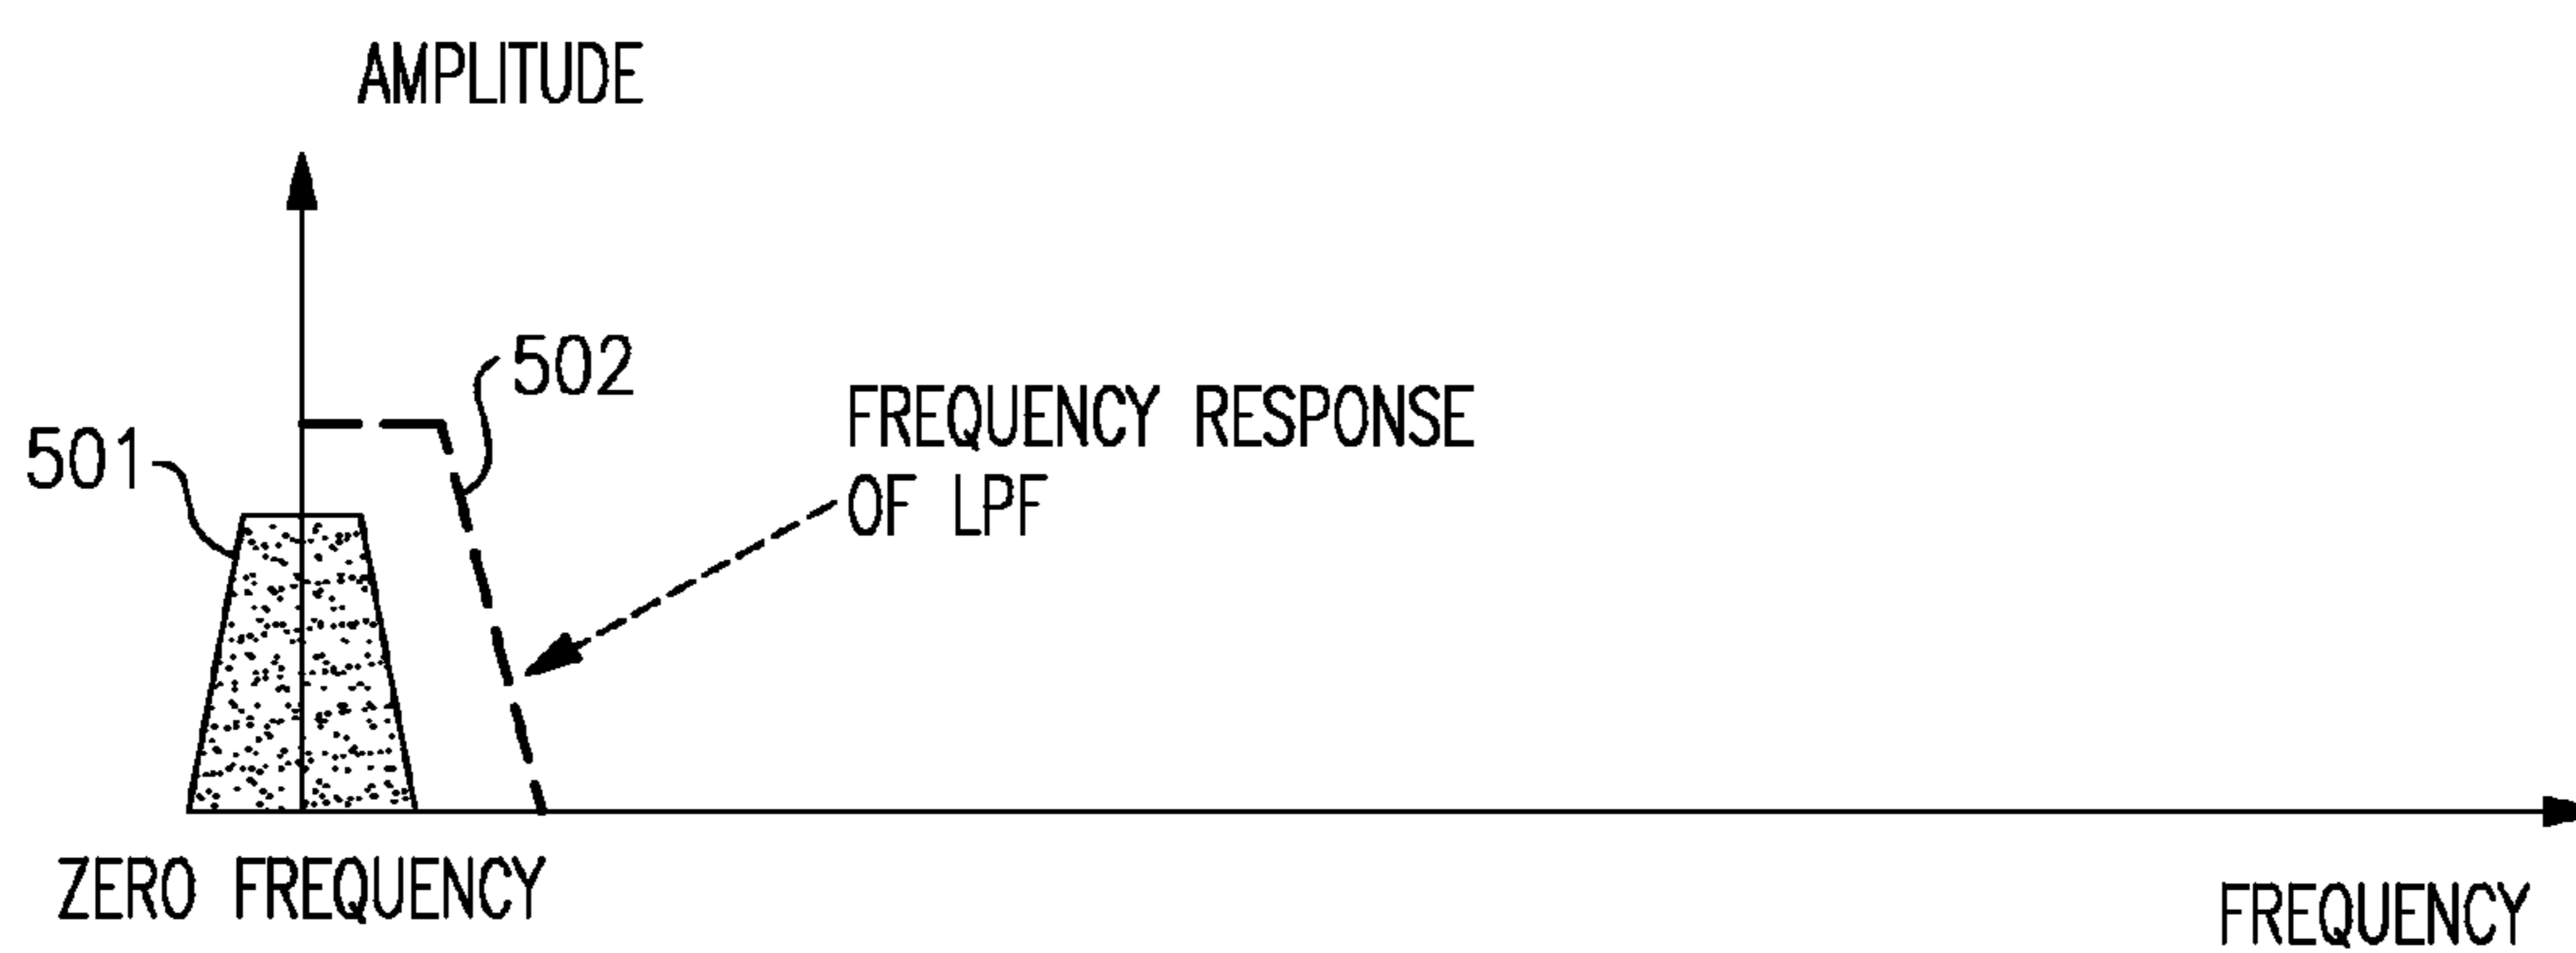 AMPLITUDE
502
501
FREQUENCY RESPONSE
OF LPF
ZERO FREQUENCY
FREQUENCY